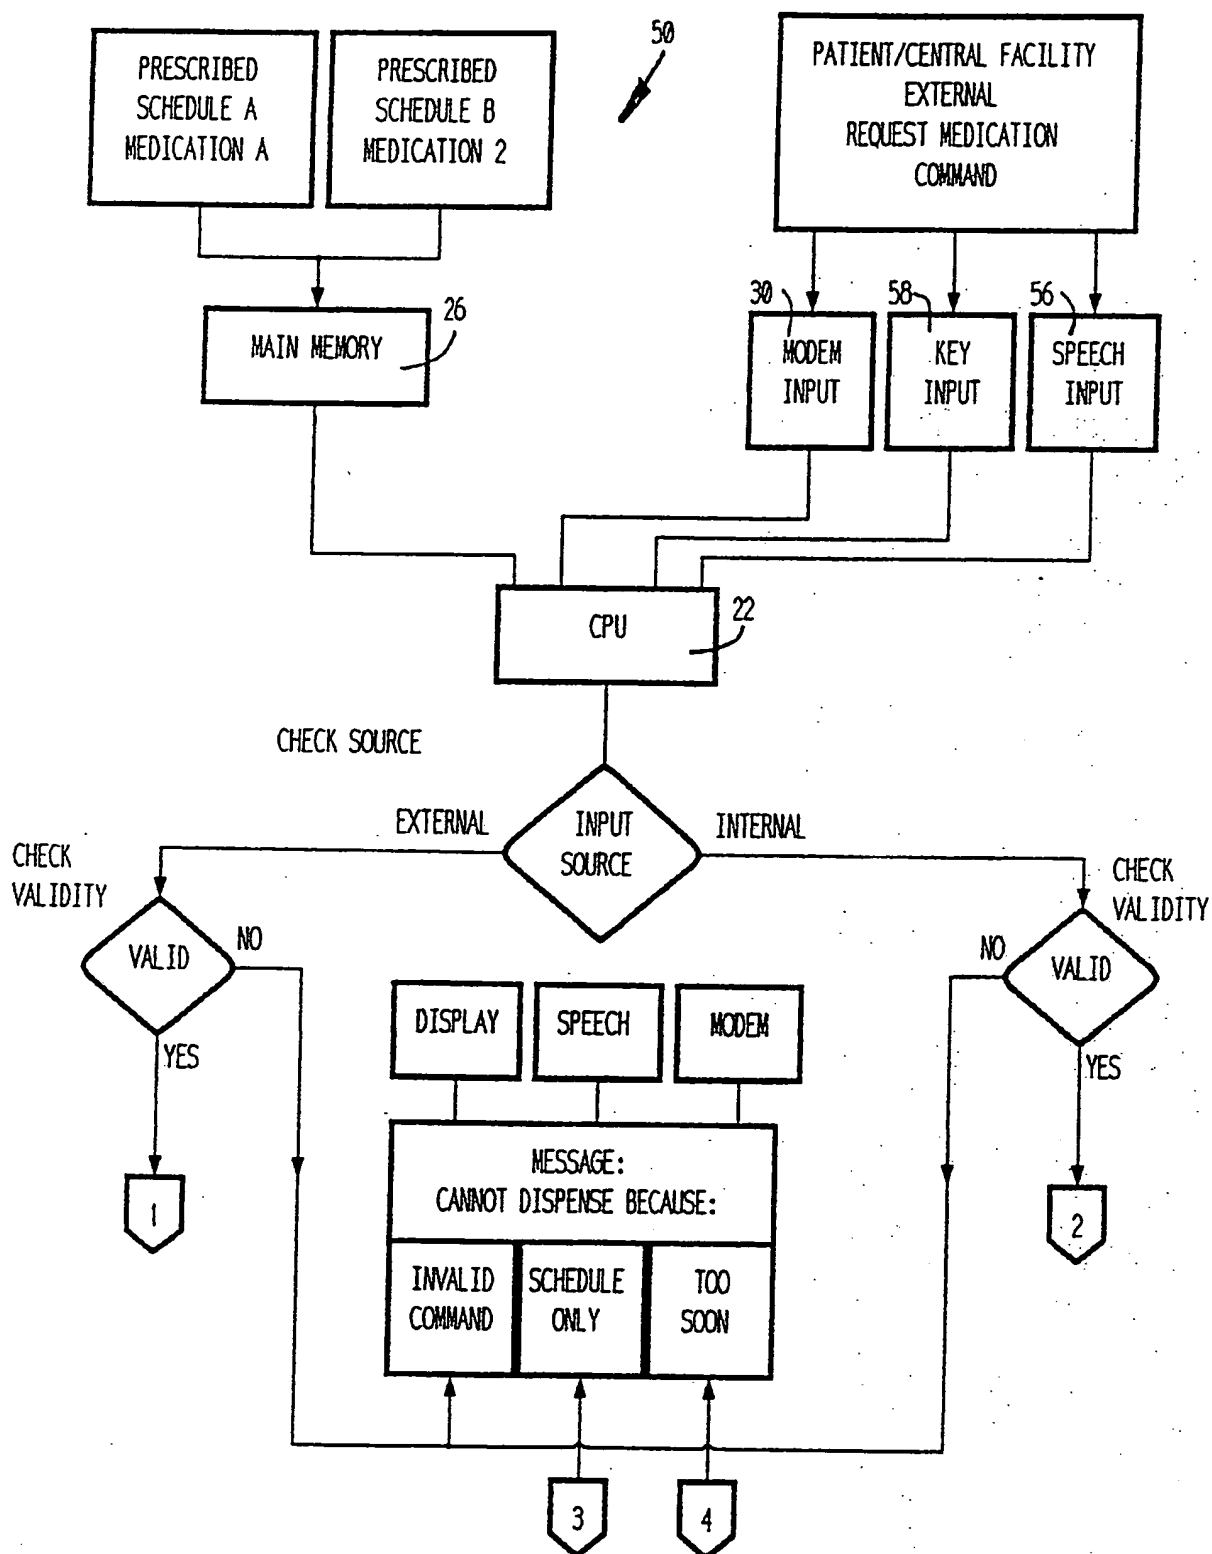 PRESCRIBED
SCHEDULE A
MEDICATION A
PRESCRIBED
SCHEDULE B
MEDICATION 2
50
PATIENT/CENTRAL FACILITY
EXTERNAL
REQUEST MEDICATION
COMMAND
26
MAIN MEMORY
30
MODEM
INPUT
58
KEY
INPUT
56
SPEECH
INPUT
CPU
22
CHECK SOURCE
EXTERNAL
INPUT
SOURCE
INTERNAL
CHECK
VALIDITY
VALID
NO
YES
1
CHECK
VALIDITY
NO
VALID
YES
2
DISPLAY
SPEECH
MODEM
MESSAGE:
CANNOT DISPENSE BECAUSE:
INVALID
COMMAND
SCHEDULE
ONLY
TOO
SOON
3
4